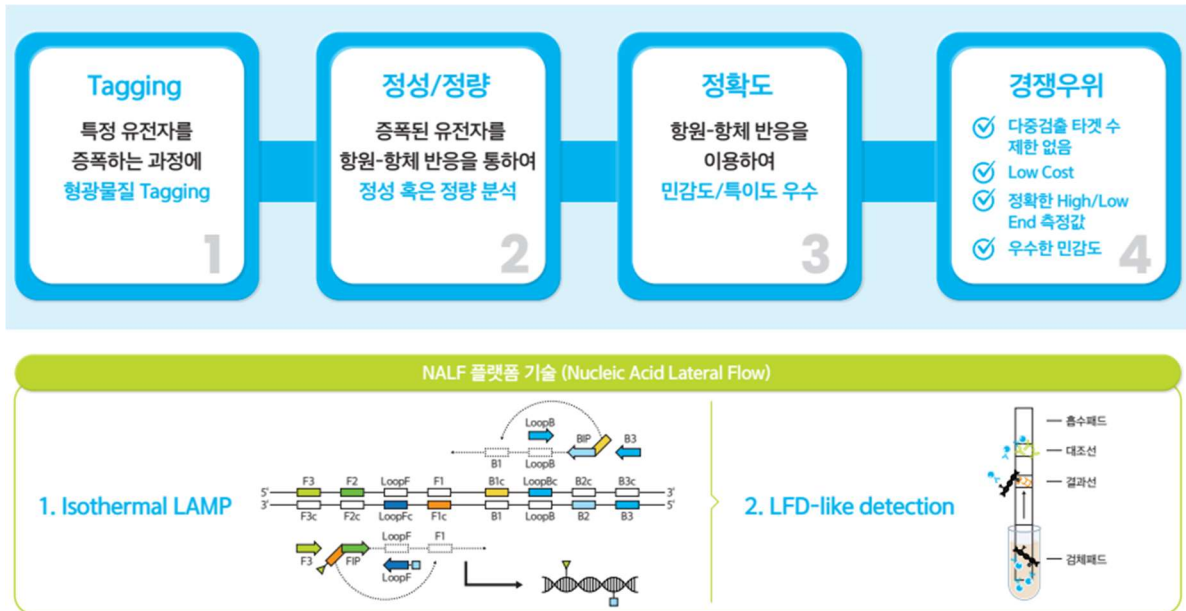 Tagging
특정 유전자를
증폭하는 과정에
형광물질 Tagging
1
정성/정량
증폭된 유전자를
항원-항체 반응을 통하여
정성 혹은 정량 분석
2
정확도
항원-항체 반응을
이용하여
민감도/특이도 우수
3
경쟁우위
다중검출 타겟 수
제한 없음
Low Cost
정확한 High/Low
End 측정값
우수한 민감도
4
NALF 플랫폼 기술 (Nucleic Acid Lateral Flow)
1. Isothermal LAMP
LoopB
BIP B3
B1 LoopB
F3 F2 LoopF F1 B1c LoopBc B2c B3c
5' 3'
3' 5'
F3c F2c LoopFc F1c B1 LoopB B2 B3
LoopF F1
F3 FIP
LoopF
2. LFD-like detection
흡수패드
대조선
결과선
검체패드